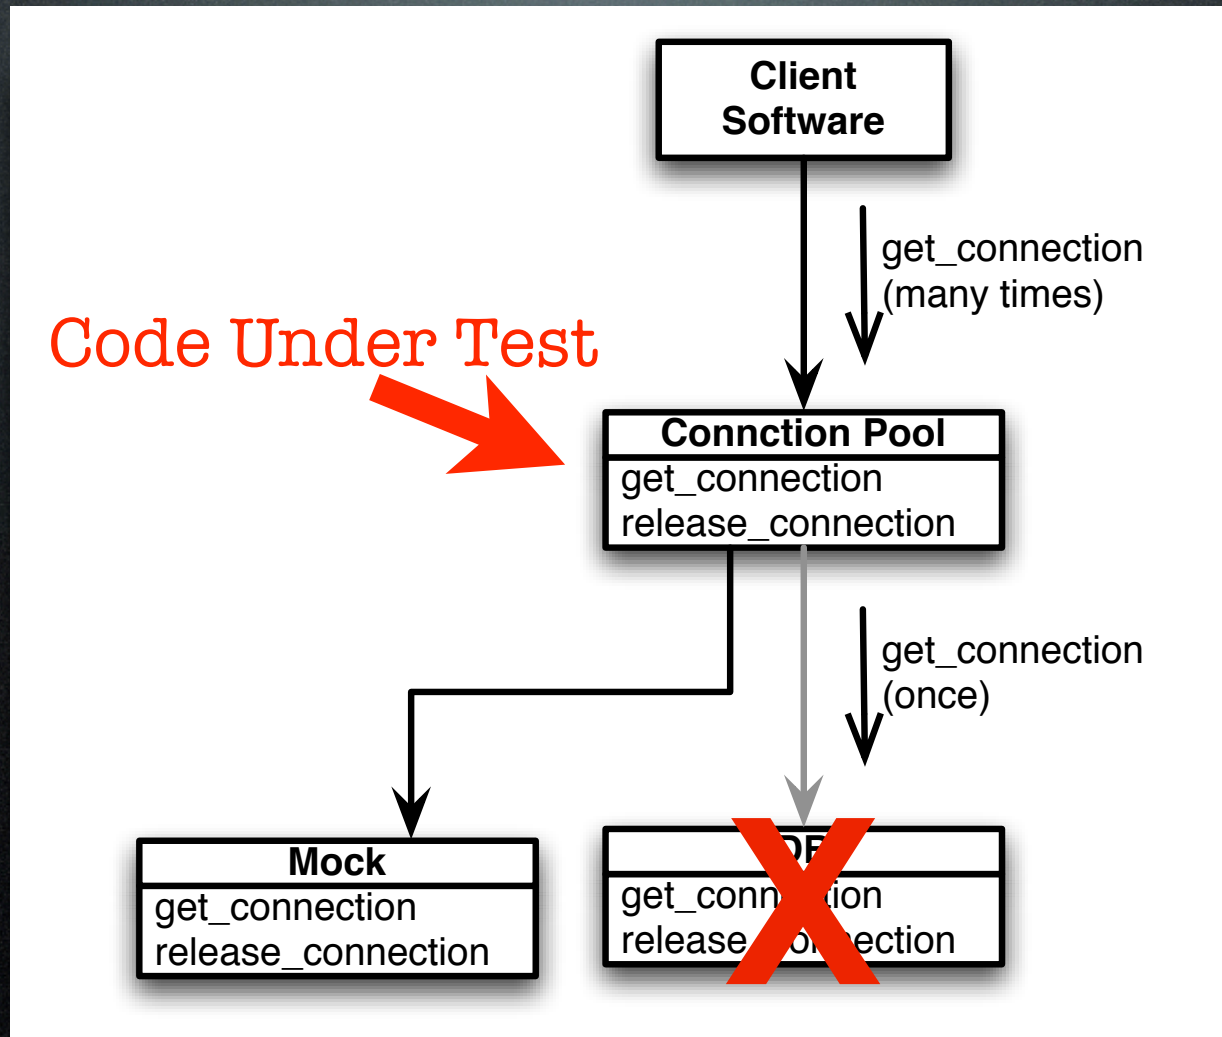 Client
Software
get_connection
(many times)
Code Under Test
Connction Pool
get_connection
release_connection
get_connection
(once)
Mock
get_connection
release_connection